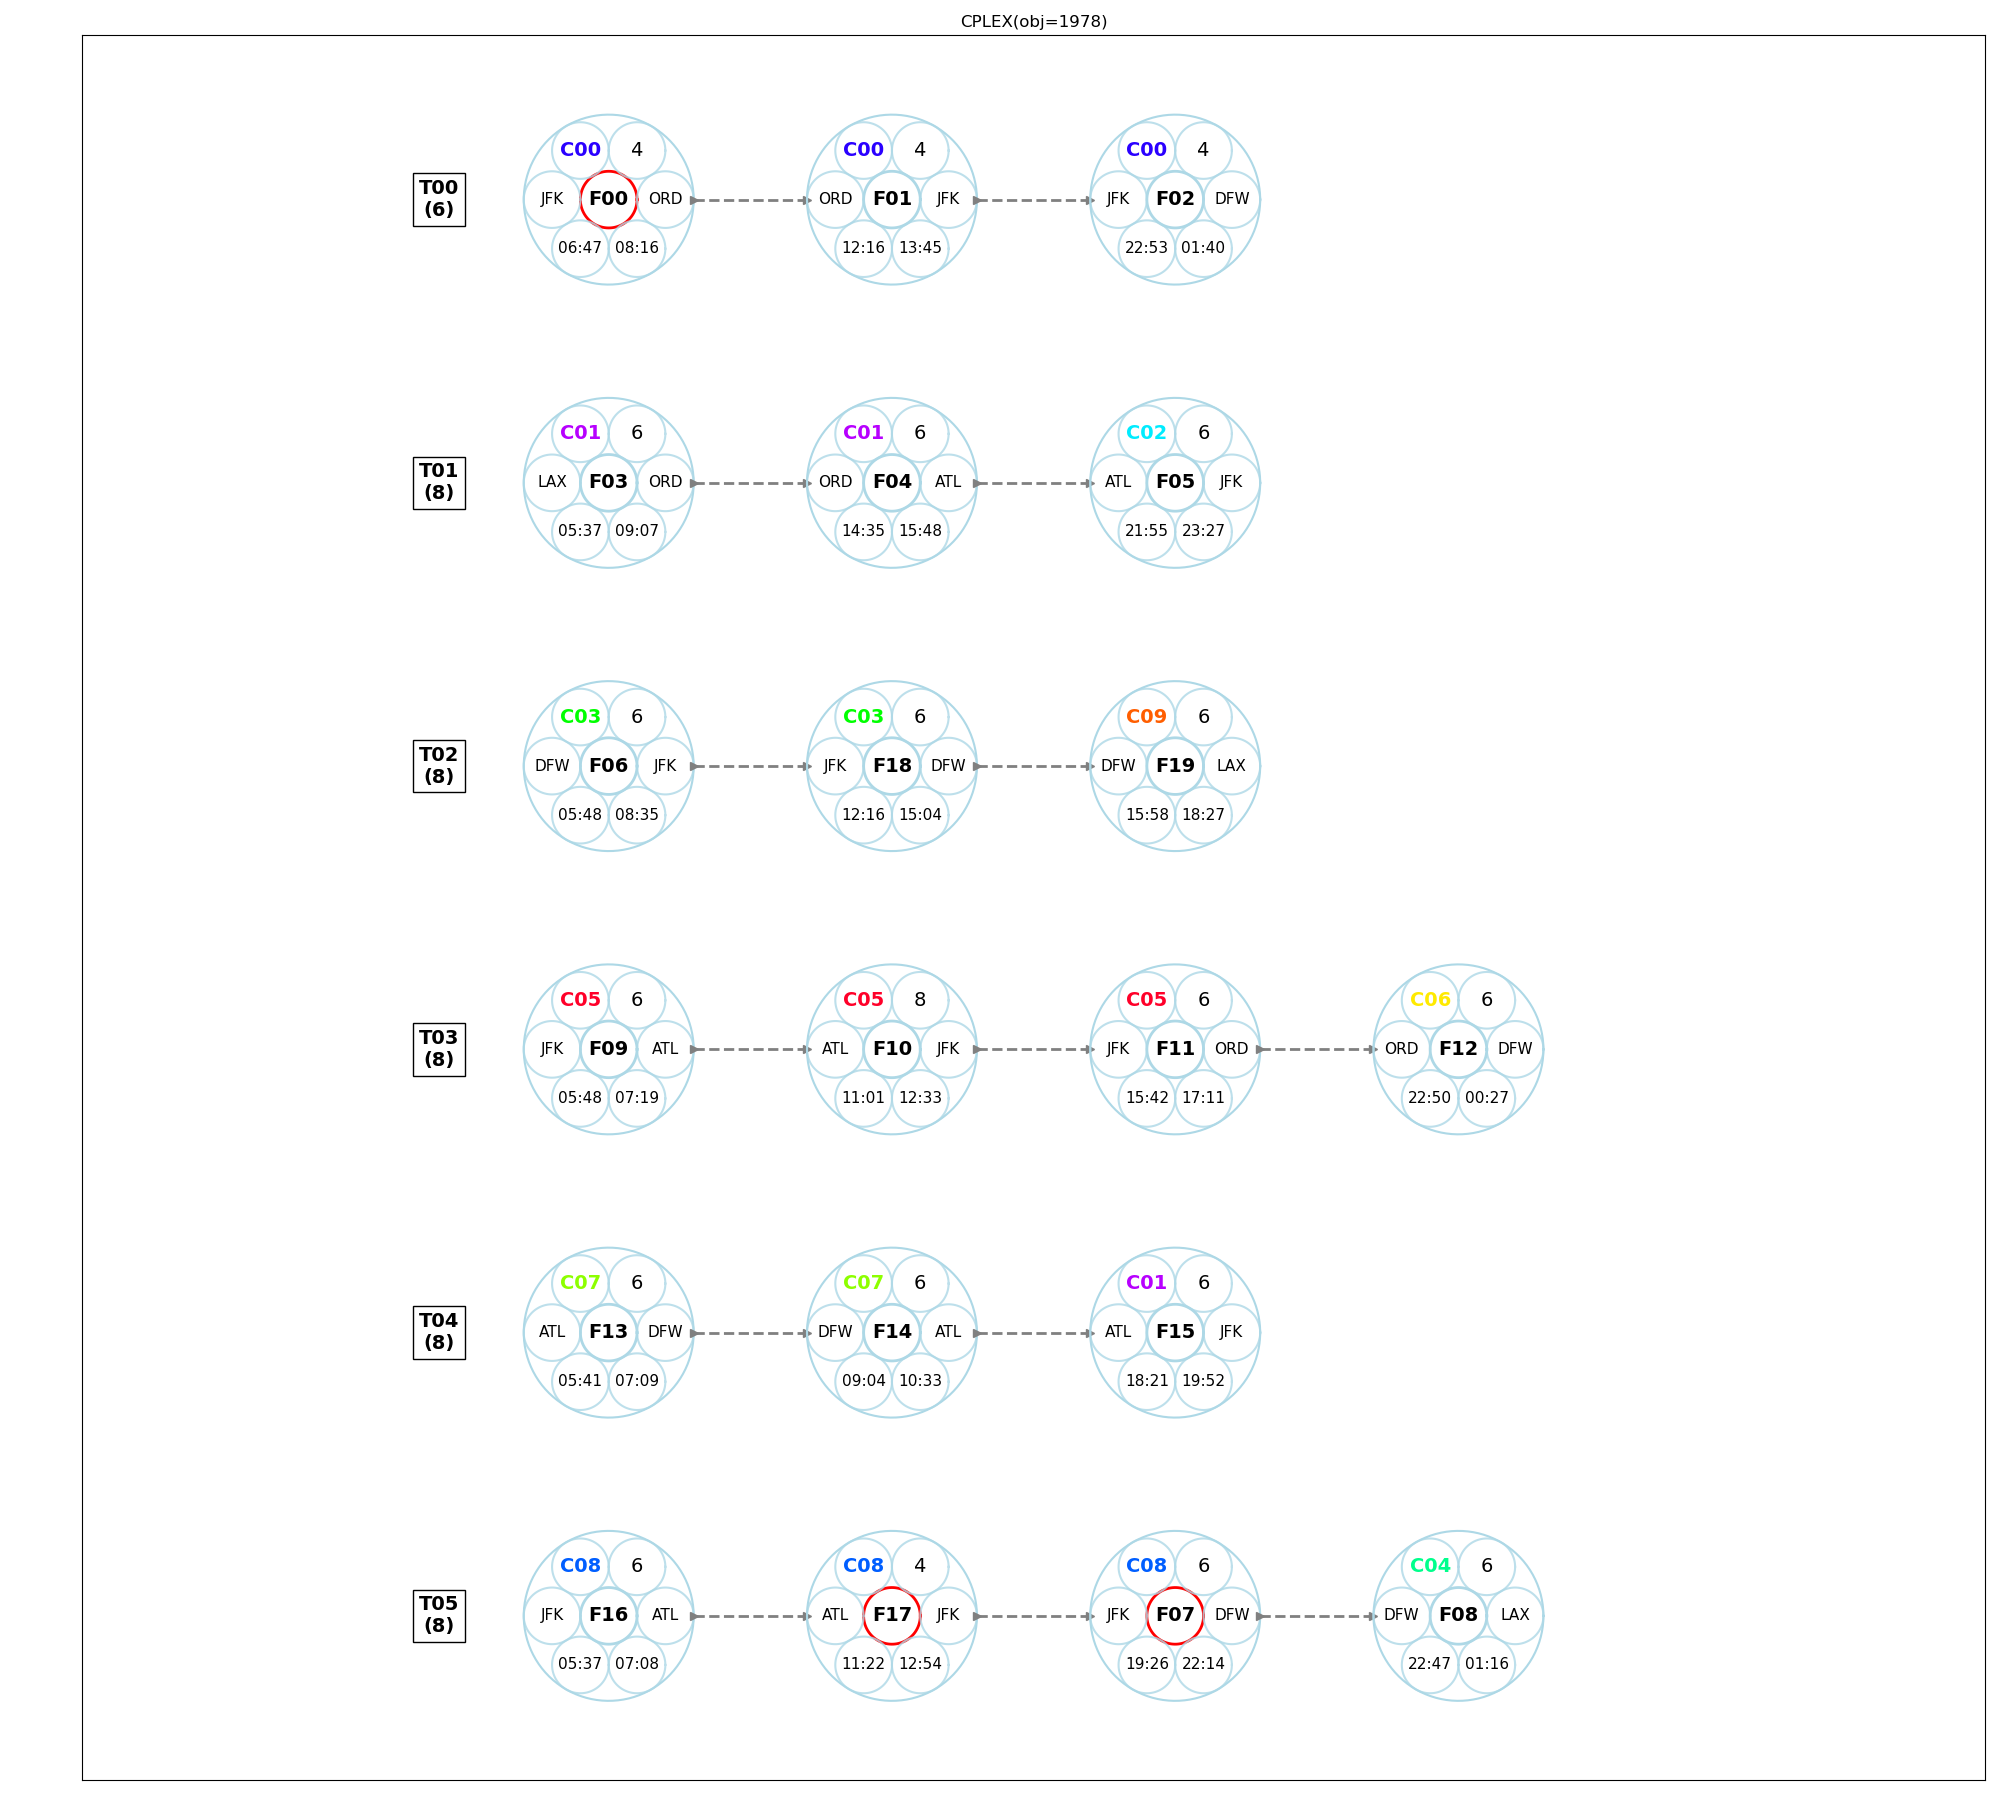 CPLEX(obj=1978)
C00 4 C00 4 C00 4
T00
(6)
JFK F00 ORD ORD F01 JFK JFK F02 DFW
06:47 08:16 12:16 13:45 22:53 01:40
C01 6 C01 6 C02 6
T01
(8)
LAX F03 ORD ORD F04 ATL ATL F05 JFK
05:37 09:07 14:35 15:48 21:55 23:27
C03 6 C03 6 C09 6
T02
(8)
DFW F06 JFK JFK F18 DFW DFW F19 LAX
05:48 08:35 12:16 15:04 15:58 18:27
C05 6 C05 8 C05 6 C06 6
T03
(8)
JFK F09 ATL ATL F10 JFK JFK F11 ORD ORD F12 DFW
05:48 07:19 11:01 12:33 15:42 17:11 22:50 00:27
C07 6 C07 6 C01 6
T04
(8)
ATL F13 DFW DFW F14 ATL ATL F15 JFK
05:41 07:09 09:04 10:33 18:21 19:52
C08 6 C08 4 C08 6 C04 6
T05
(8)
JFK F16 ATL ATL F17 JFK JFK F07 DFW DFW F08 LAX
05:37 07:08 11:22 12:54 19:26 22:14 22:47 01:16